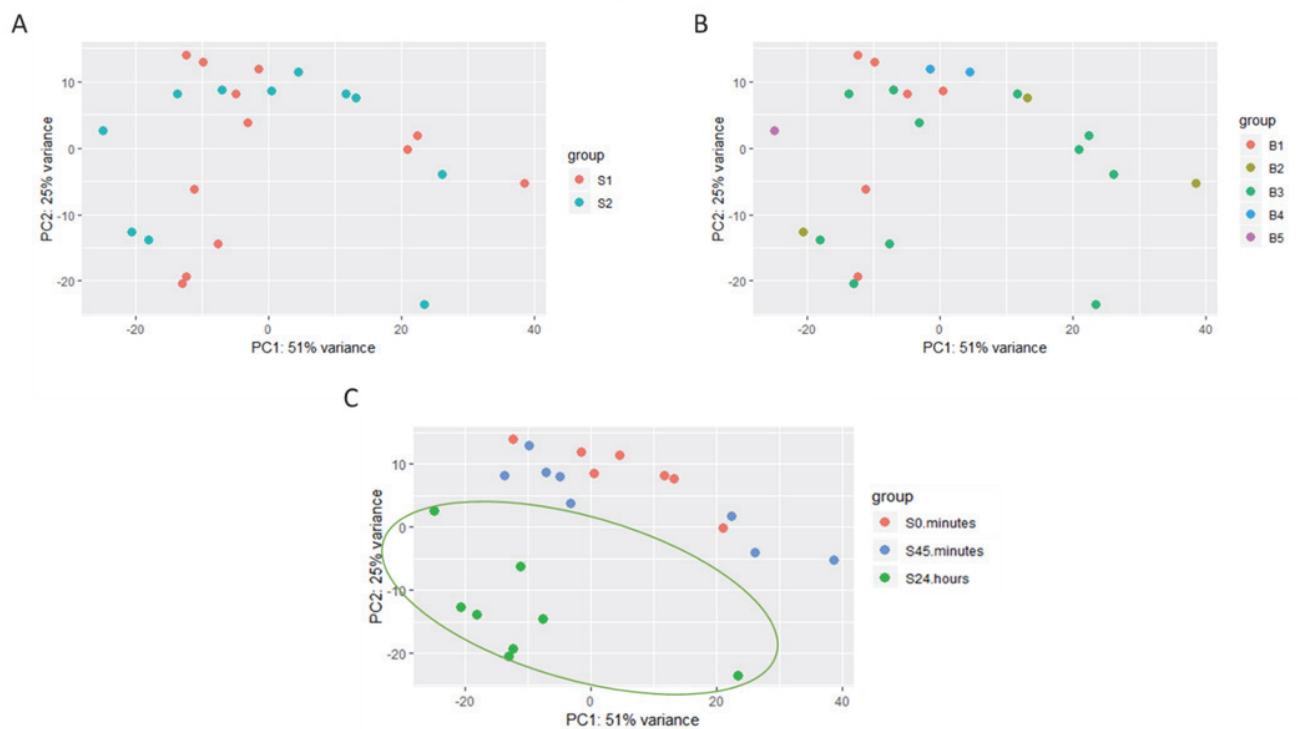 A
10
0
-10
-20
PC2: 25% variance
-20
0
20
40
PC1: 51% variance
group
S1
S2
B
10
0
-10
-20
PC2: 25% variance
-20
0
20
40
PC1: 51% variance
group
B1
B2
B3
B4
B5
C
10
0
-10
-20
PC2: 25% variance
-20
0
20
40
PC1: 51% variance
group
S0.minutes
S45.minutes
S24.hours